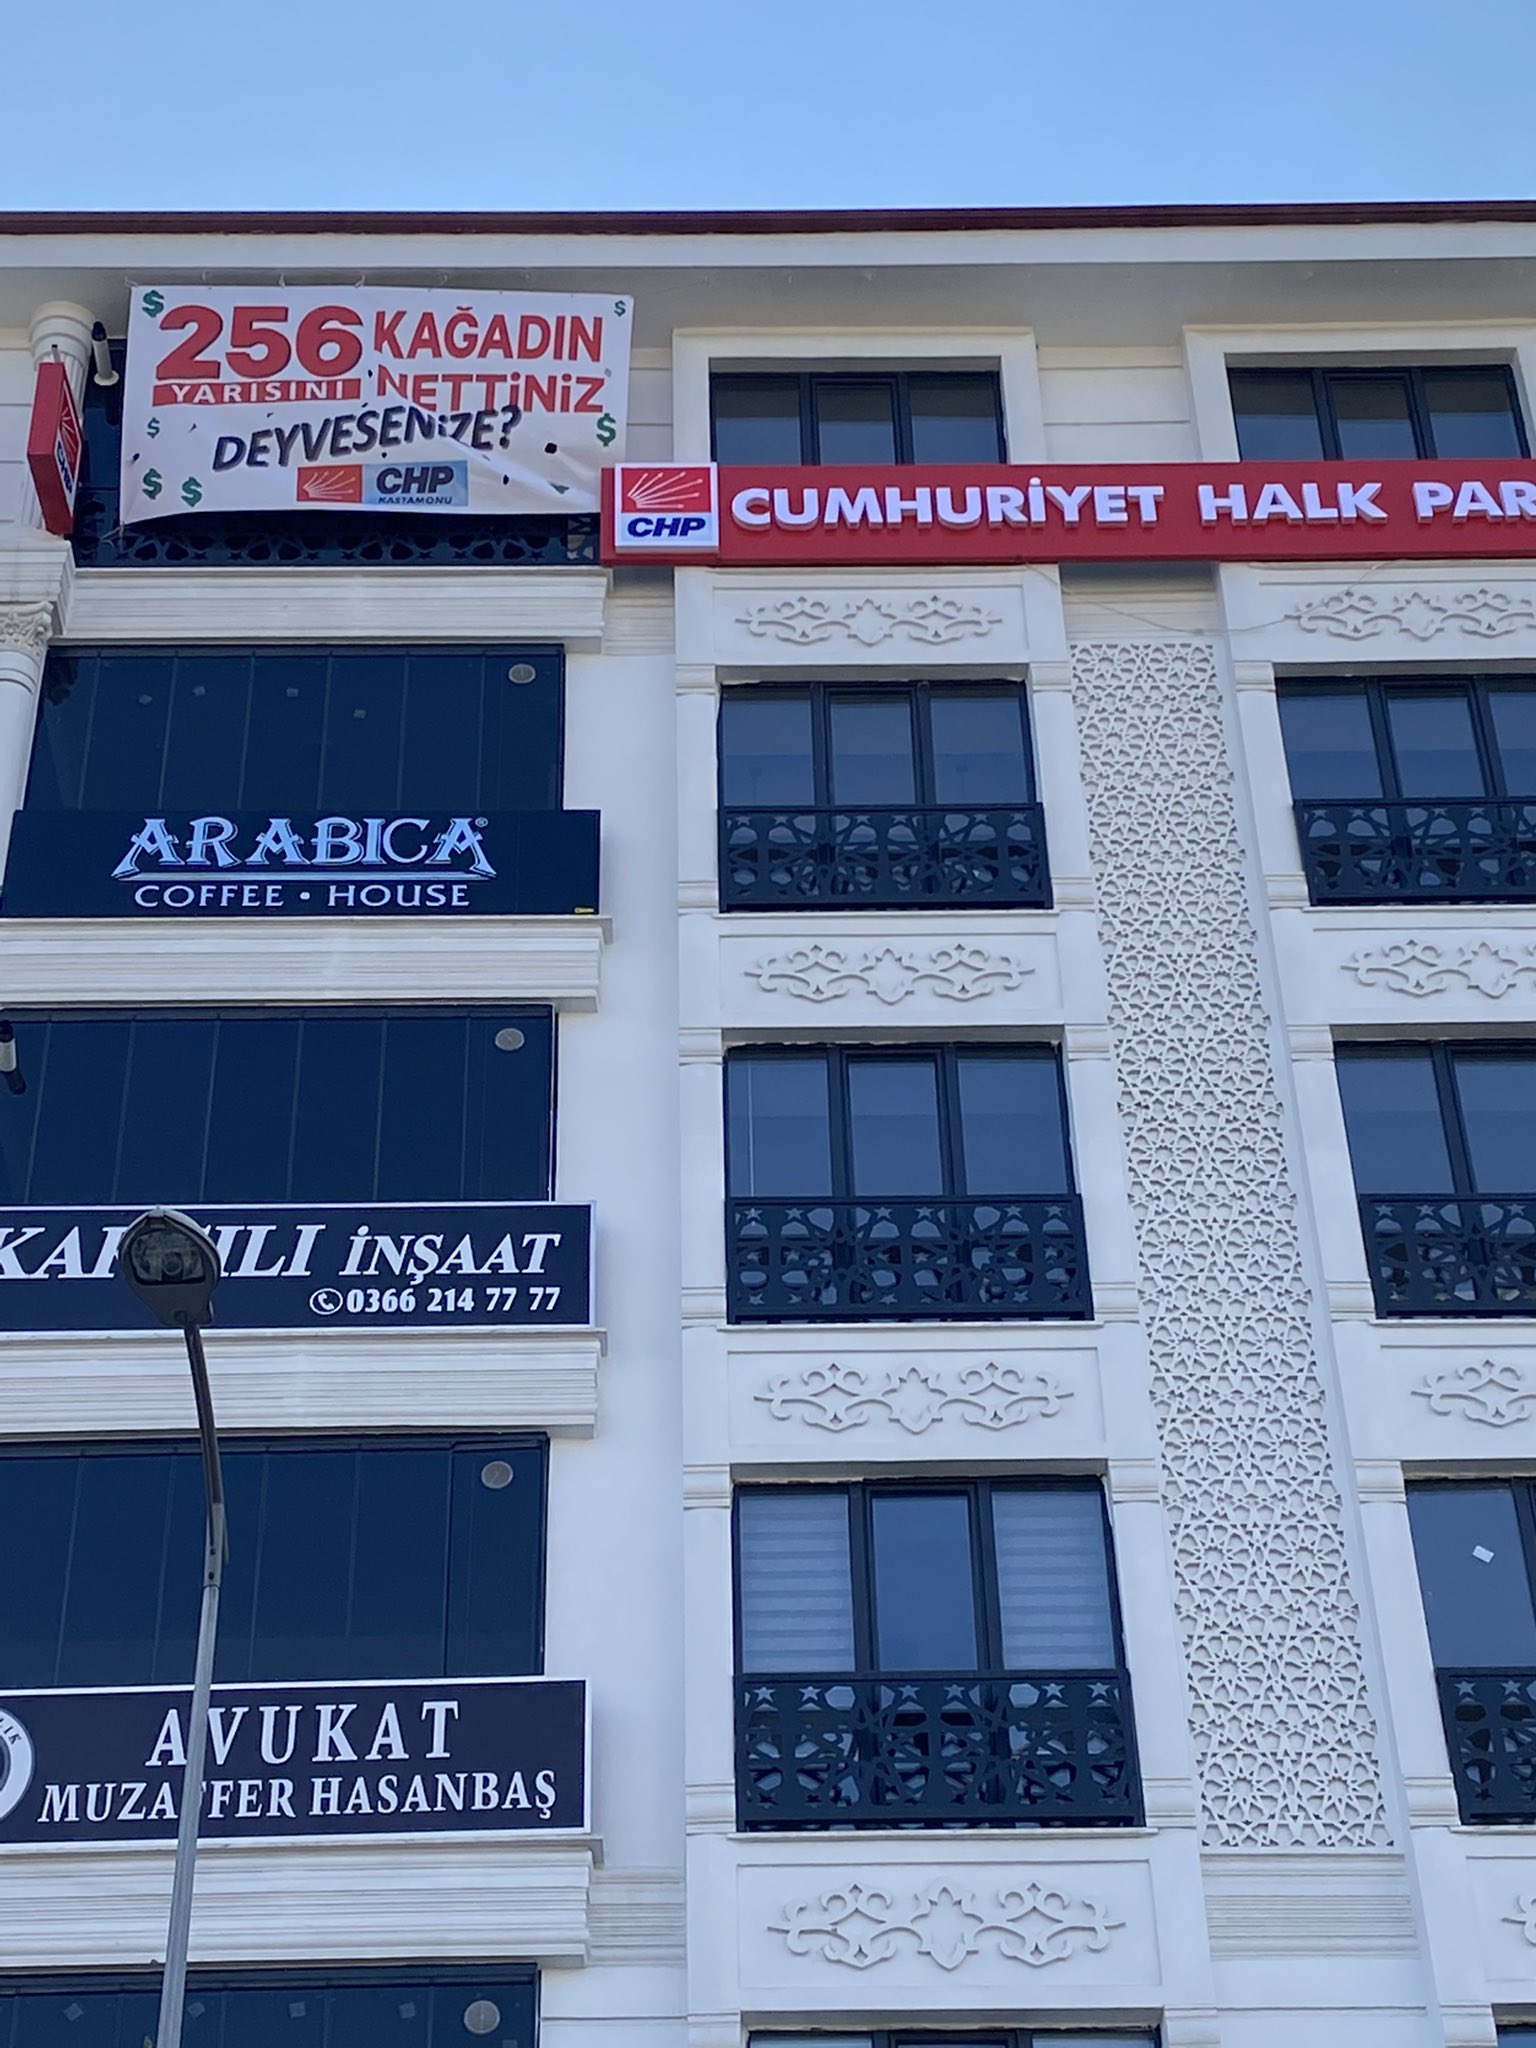 256 KAĞADIN
YARISINI NETTİNİZ
DEYVESENİZE?
CHP
KASTAMONU
CHP
CHP
CUMHURİYET HALK PAR
ARABICA®
COFFEE • HOUSE
İNŞAAT
0366 214 77 77
AVUKAT
MUZAFFER HASANBAŞ